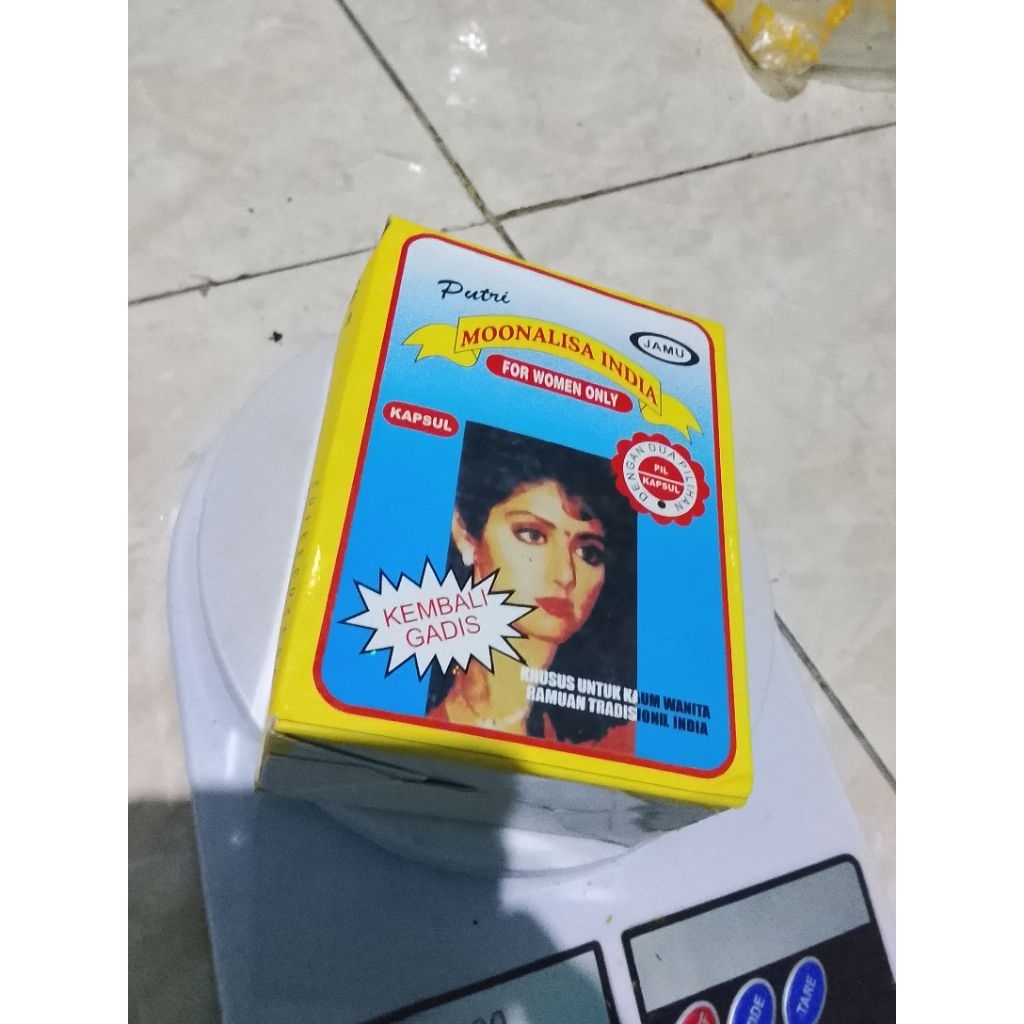 Putri
JAMU
MOONALISA INDIA
FOR WOMEN ONLY
KAPSUL
DENGAN DUA PILIHAN
PIL
KAPSUL
KEMBALI
GADIS
KHUSUS UNTUK KAUM WANITA
RAMUAN TRADISIONIL INDIA
TARE